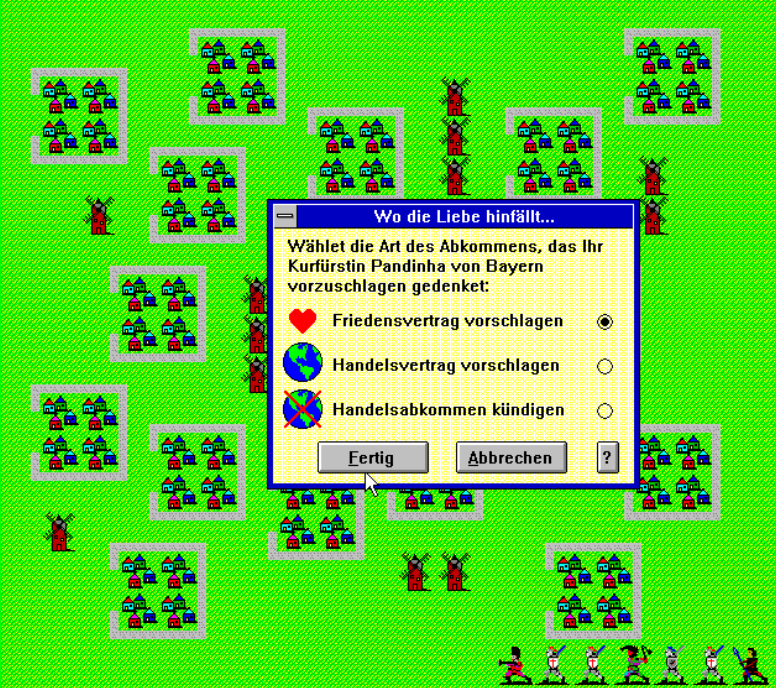 Wo die Liebe hinfällt...
Wählet die Art des Abkommens, das Ihr
Kurfürstin Pandinha von Bayern
vorzuschlagen gedenket:
Friedensvertrag vorschlagen
Handelsvertrag vorschlagen
Handelsabkommen kündigen
Fertig Abbrechen ?